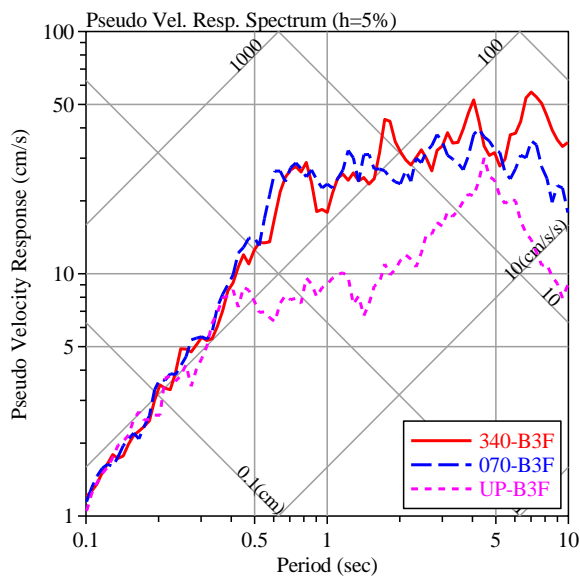 Pseudo Vel. Resp. Spectrum (h=5%)
100
50
10
5
1
Pseudo Velocity Response (cm/s)
1000
100
10(cm/s/s)
10
0.1(cm)
340-B3F
070-B3F
UP-B3F
0.1
0.5
1
5
10
Period (sec)